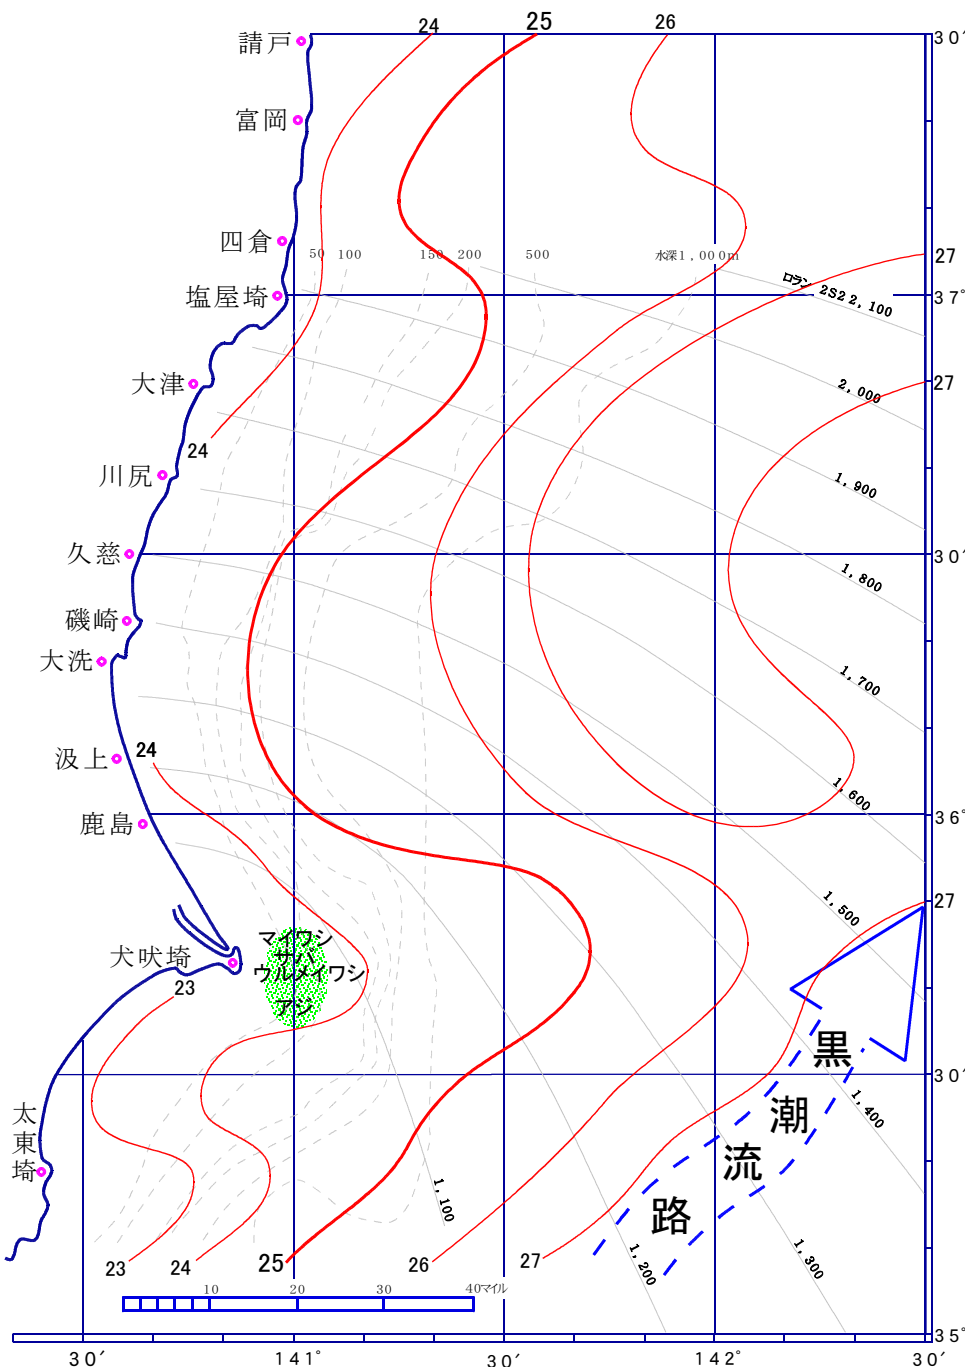 24
25
26
30′
請戸
富岡
四倉
50
100
150
200
500
水深1,000m
27
塩屋埼
ロラン 2S22,100
37°
大津
27
2,000
24
川尻
1,900
久慈
30′
1,800
磯崎
大洗
1,700
24
汲上
1,600
鹿島
36°
27
1,500
マイワシ
サバ
ウルメイワシ
アジ
犬吠埼
23
黒
潮
流
路
30′
1,400
太
東
埼
1,100
1,200
1,300
23
24
25
26
27
10
20
30
40マイル
35°
30′
141°
30′
142°
30′